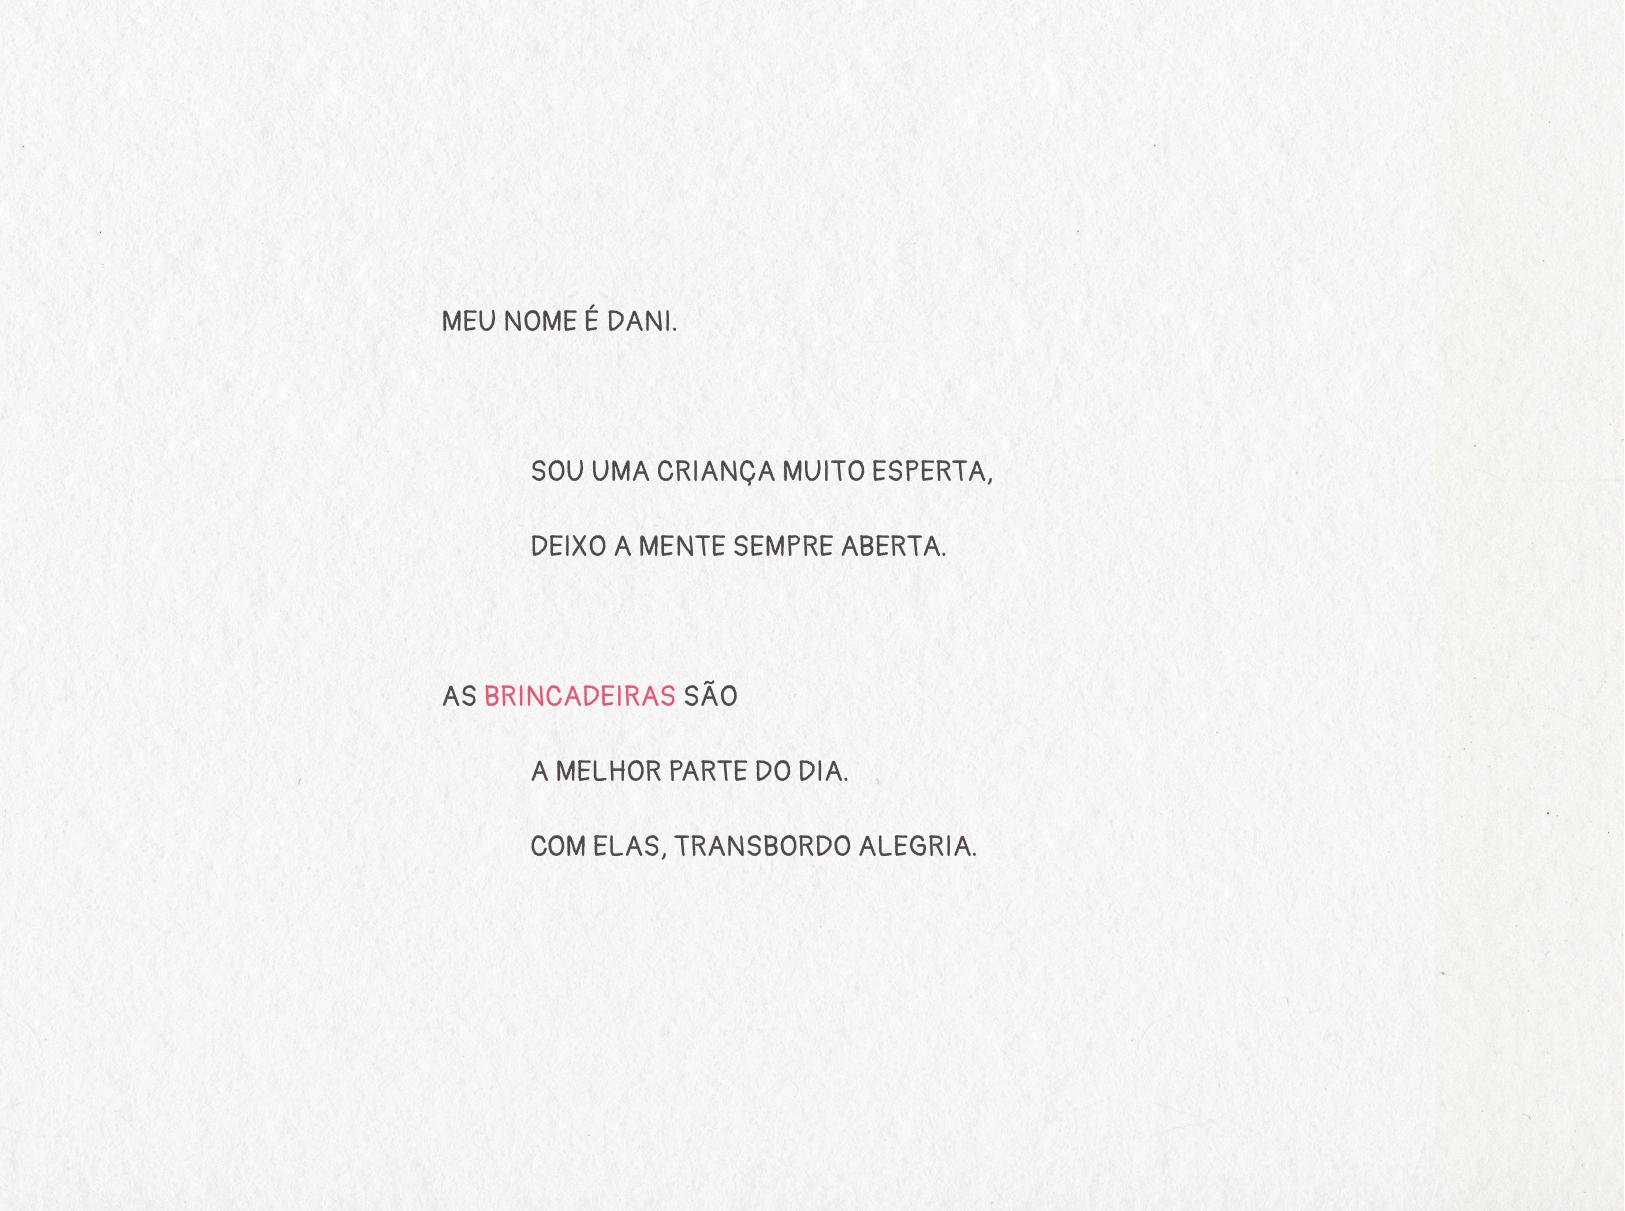 MEU NOME É DANI.
SOU UMA CRIANÇA MUITO ESPERTA,
DEIXO A MENTE SEMPRE ABERTA.
AS BRINCADEIRAS SÃO
A MELHOR PARTE DO DIA.
COM ELAS, TRANSBORDO ALEGRIA.